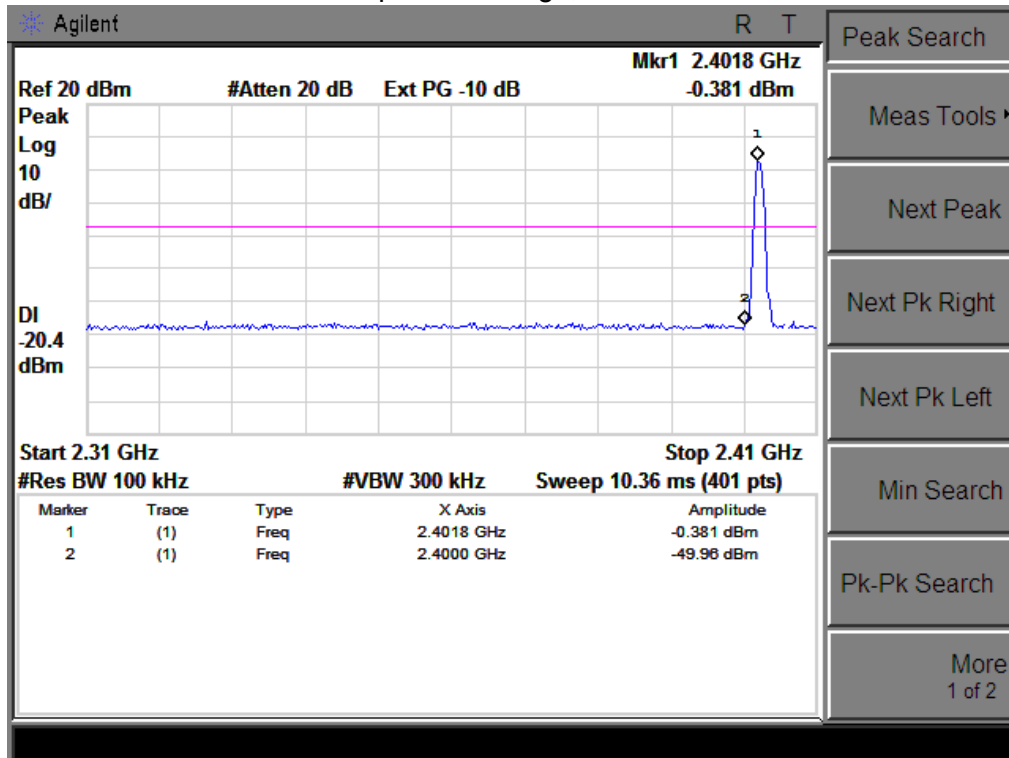 Agilent
R T
Mkr1 2.4018 GHz
Ref 20 dBm #Atten 20 dB Ext PG -10 dB -0.381 dBm
Peak
Log
10
dB/
1
2
DI
-20.4
dBm
Start 2.31 GHz Stop 2.41 GHz
#Res BW 100 kHz #VBW 300 kHz Sweep 10.36 ms (401 pts)
Marker Trace Type X Axis Amplitude
1 (1) Freq 2.4018 GHz -0.381 dBm
2 (1) Freq 2.4000 GHz -49.96 dBm
Peak Search
Meas Tools
Next Peak
Next Pk Right
Next Pk Left
Min Search
Pk-Pk Search
More
1 of 2